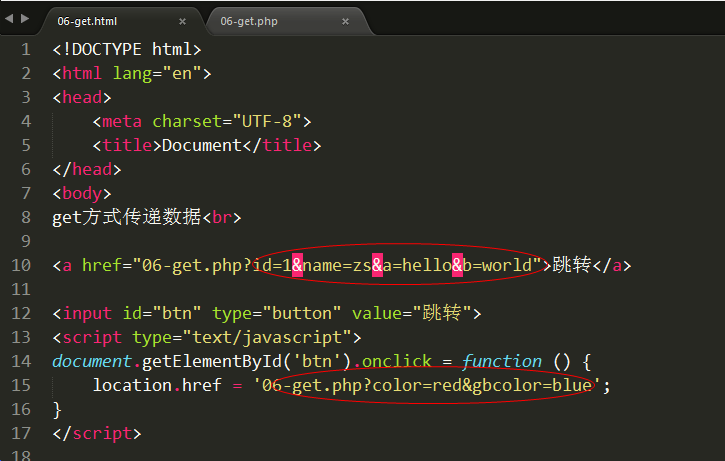 06-get.html × 06-get.php ×
1 <!DOCTYPE html>
2 <html lang="en">
3 <head>
4     <meta charset="UTF-8">
5     <title>Document</title>
6 </head>
7 <body>
8 get方式传递数据<br>
9
10 <a href="06-get.php?id=1&name=zs&a=hello&b=world">跳转</a>
11
12 <input id="btn" type="button" value="跳转">
13 <script type="text/javascript">
14 document.getElementById('btn').onclick = function () {
15     location.href = '06-get.php?color=red&gbcolor=blue';
16 }
17 </script>
18